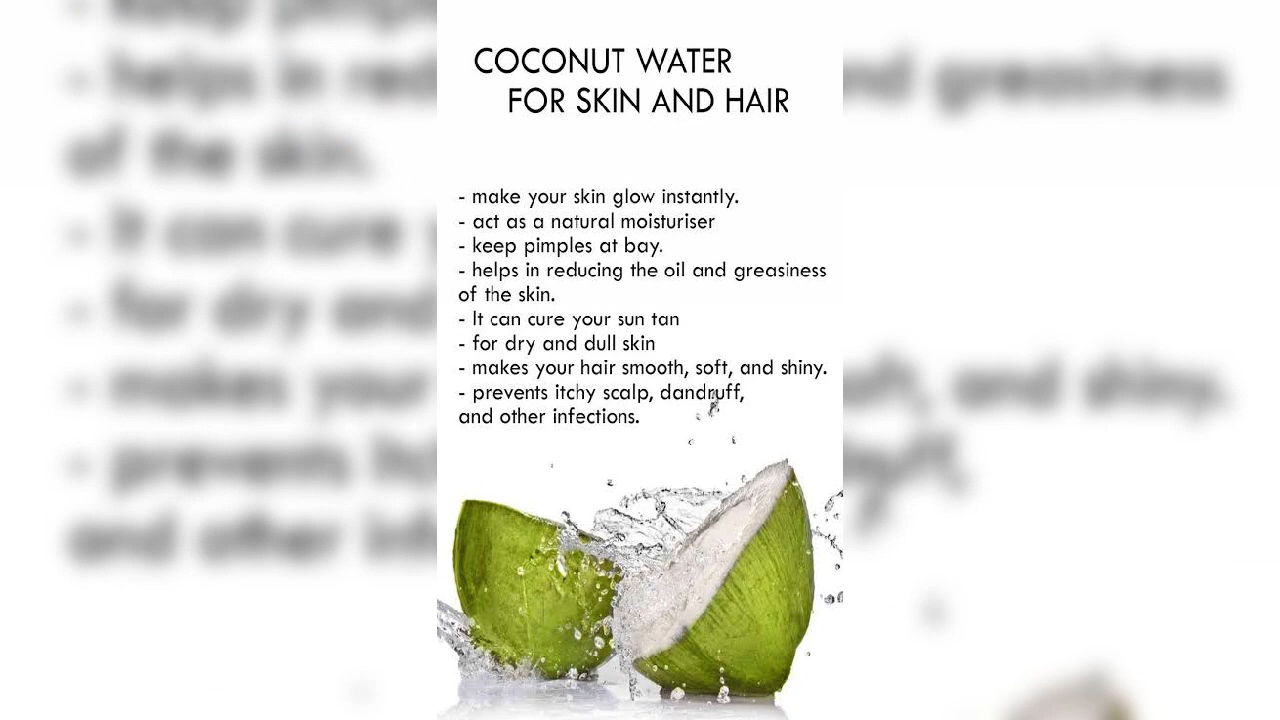 COCONUT WATER
FOR SKIN AND HAIR
- make your skin glow instantly.
- act as a natural moisturiser
- keep pimples at bay.
- helps in reducing the oil and greasiness
of the skin.
- It can cure your sun tan
- for dry and dull skin
- makes your hair smooth, soft, and shiny.
- prevents itchy scalp, dandruff,
and other infections.